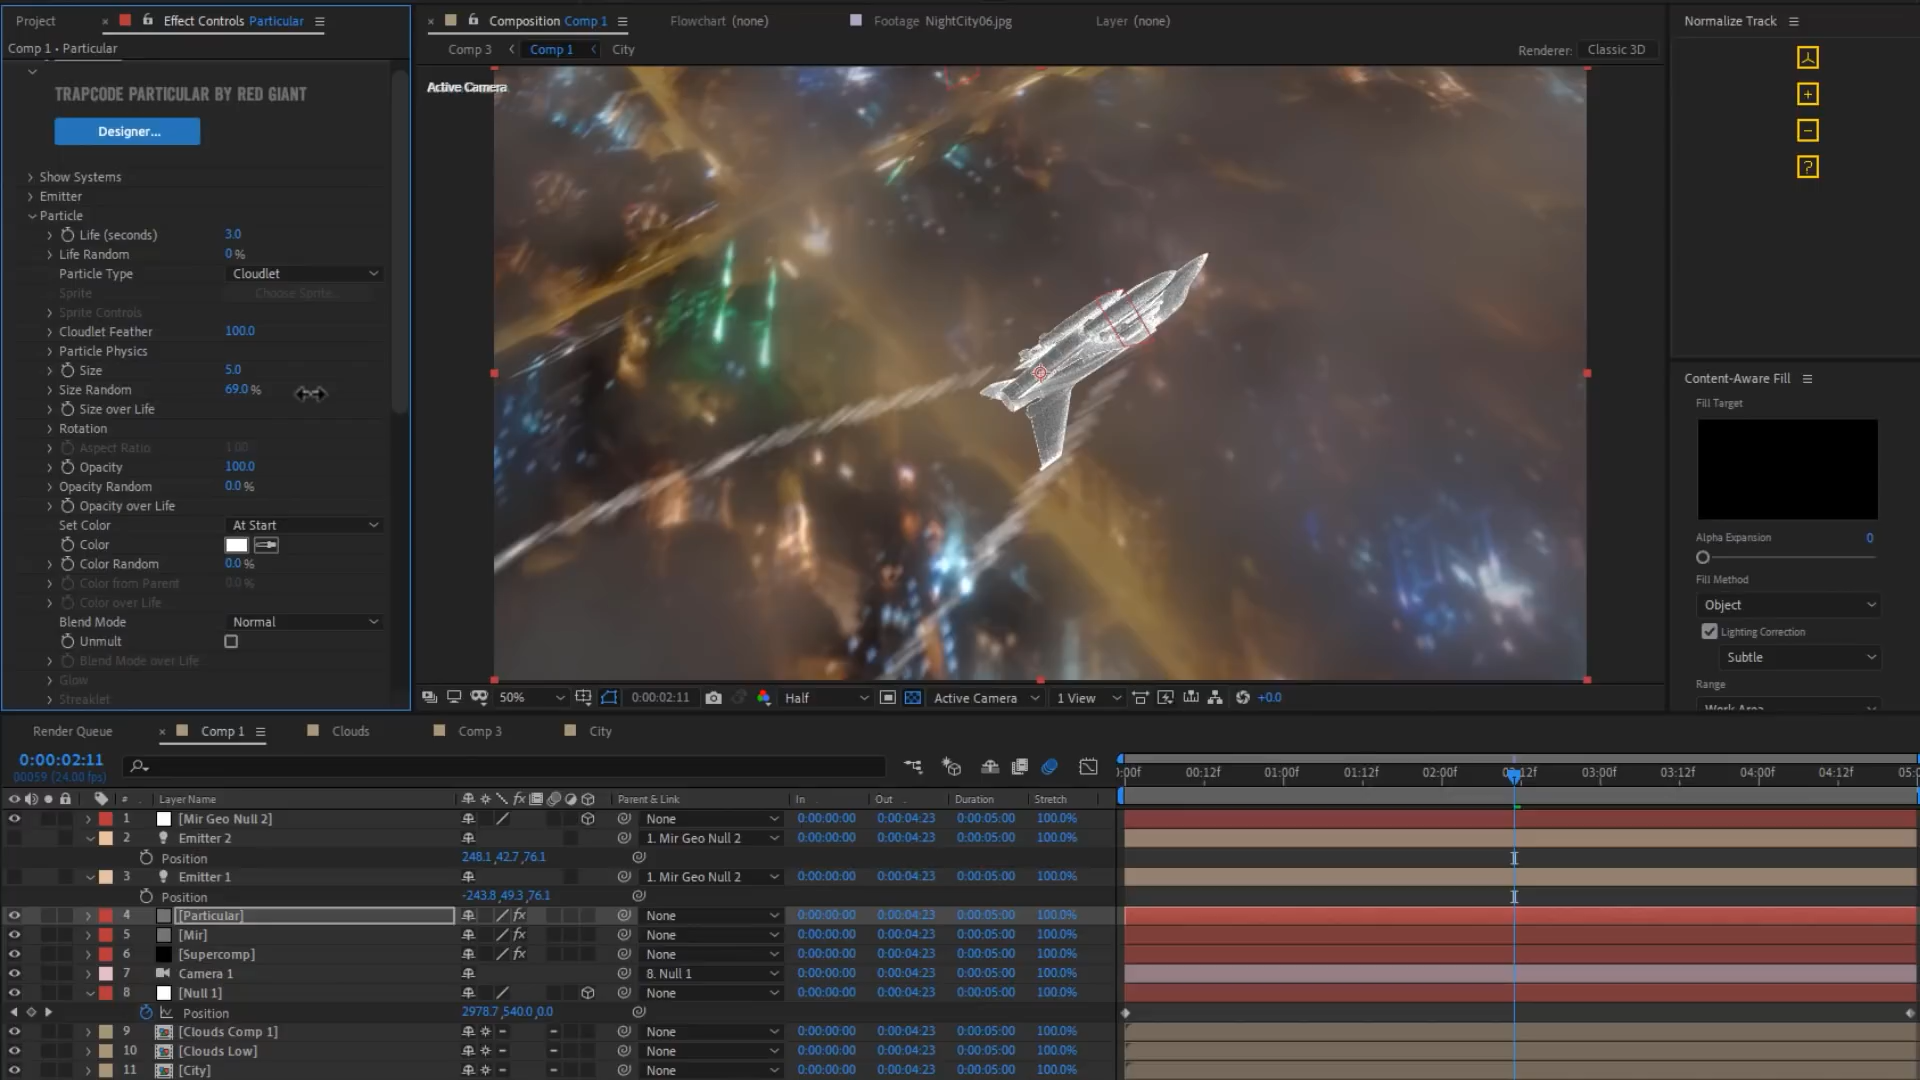 Project
Effect Controls Particular
Composition Comp 1
Flowchart (none)
Footage NightCity06.jpg
Layer (none)
Normalize Track
Comp 1 • Particular
Comp 3
Comp 1
City
Renderer:
Classic 3D
Active Camera
TRAPCODE PARTICULAR BY RED GIANT
Designer...
Show Systems
Emitter
Particle
Life (seconds) 3.0
Life Random 0 %
Particle Type Cloudlet
Sprite Choose Sprite...
Sprite Controls
Cloudlet Feather 100.0
Particle Physics
Size 5.0
Size Random 69.0 %
Size over Life
Rotation
Aspect Ratio 1.00
Opacity 100.0
Opacity Random 0.0 %
Opacity over Life
Set Color At Start
Color
Color Random 0.0 %
Color from Parent 0.0 %
Color over Life
Blend Mode Normal
Unmult
Blend Mode over Life
Glow
Streaklet
Content-Aware Fill
Fill Target
Alpha Expansion 0
Fill Method
Object
Lighting Correction
Subtle
Range
Work Area
50%
0:00:02:11
Half
Active Camera
1 View
+0.0
Render Queue
Comp 1
Clouds
Comp 3
City
0:00:02:11
00059 (24.00 fps)
:00f 00:12f 01:00f 01:12f 02:00f 02:12f 03:00f 03:12f 04:00f 04:12f 05:0
# Layer Name fx Parent & Link In Out Duration Stretch
1 [Mir Geo Null 2] None 0:00:00:00 0:00:04:23 0:00:05:00 100.0%
2 Emitter 2 1. Mir Geo Null 2 0:00:00:00 0:00:04:23 0:00:05:00 100.0%
Position 248.1,42.7,76.1
3 Emitter 1 1. Mir Geo Null 2 0:00:00:00 0:00:04:23 0:00:05:00 100.0%
Position -243.8,49.3,76.1
4 [Particular] fx None 0:00:00:00 0:00:04:23 0:00:05:00 100.0%
5 [Mir] fx None 0:00:00:00 0:00:04:23 0:00:05:00 100.0%
6 [Supercomp] fx None 0:00:00:00 0:00:04:23 0:00:05:00 100.0%
7 Camera 1 8. Null 1 0:00:00:00 0:00:04:23 0:00:05:00 100.0%
8 [Null 1] None 0:00:00:00 0:00:04:23 0:00:05:00 100.0%
Position 2978.7,540.0,0.0
9 [Clouds Comp 1] None 0:00:00:00 0:00:04:23 0:00:05:00 100.0%
10 [Clouds Low] None 0:00:00:00 0:00:04:23 0:00:05:00 100.0%
11 [City] None 0:00:00:00 0:00:04:23 0:00:05:00 100.0%